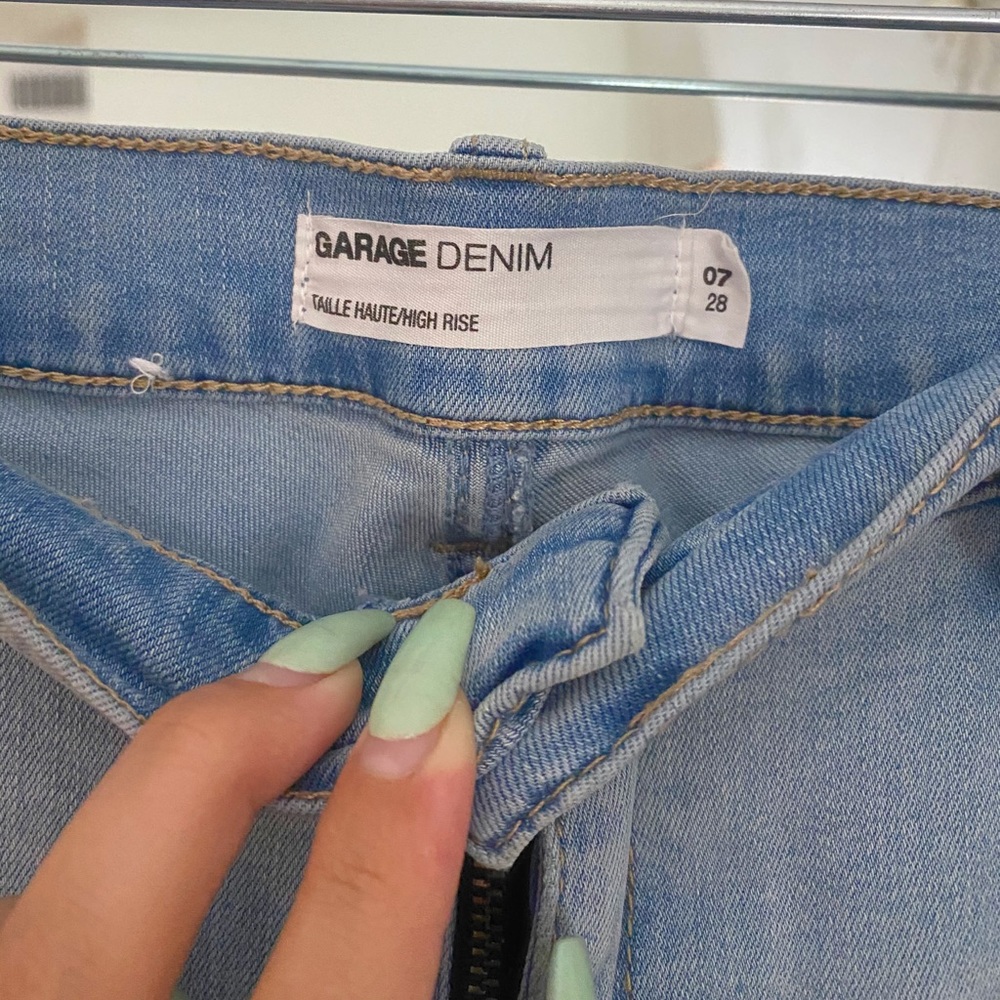 GARAGE DENIM
TAILLE HAUTE/HIGH RISE
07
28